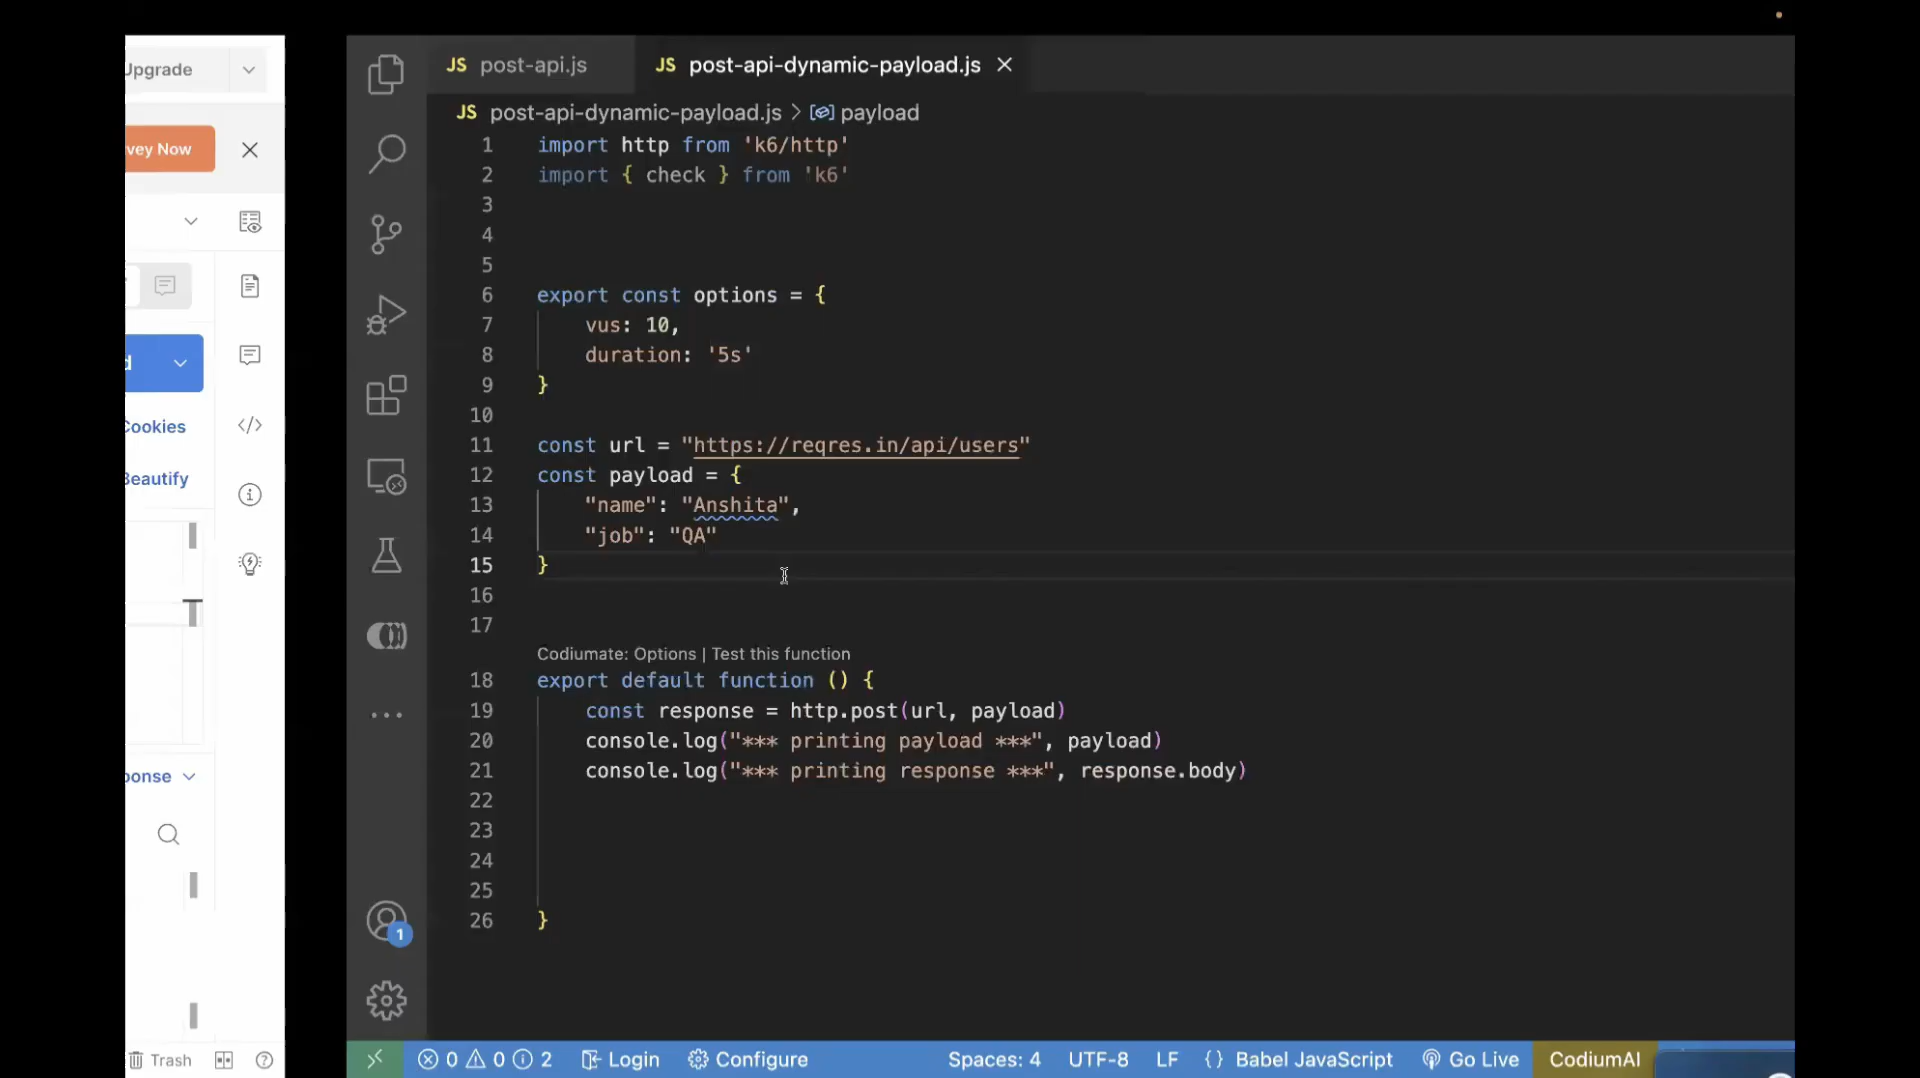 Upgrade
vey Now
Cookies
Beautify
ponse
Trash
JS post-api.js
JS post-api-dynamic-payload.js
JS post-api-dynamic-payload.js > payload
1 import http from 'k6/http'
2 import { check } from 'k6'
3
4
5
6 export const options = {
7 vus: 10,
8 duration: '5s'
9 }
10
11 const url = "https://reqres.in/api/users"
12 const payload = {
13 "name": "Anshita",
14 "job": "QA"
15 }
16
17
Codiumate: Options | Test this function
18 export default function () {
19 const response = http.post(url, payload)
20 console.log("*** printing payload ***", payload)
21 console.log("*** printing response ***", response.body)
22
23
24
25
26 }
1
0 0 2 Login Configure Spaces: 4 UTF-8 LF {} Babel JavaScript Go Live CodiumAI